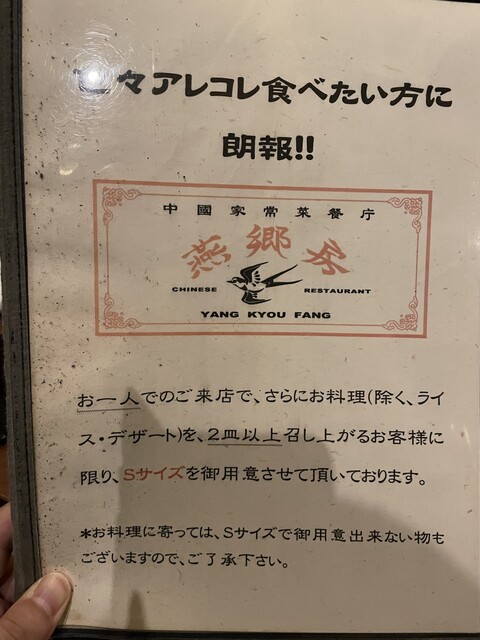 々アレコレ食べたい方に
朗報!!
中國家常菜餐庁
燕郷房
CHINESE RESTAURANT
YANG KYOU FANG
お一人でのご来店で、さらにお料理(除く、ライ
ス・デザート)を、2皿以上召し上がるお客様に
限り、Sサイズを御用意させて頂いております。
*お料理に寄っては、Sサイズで御用意出来ない物も
ございますので、ご了承下さい。